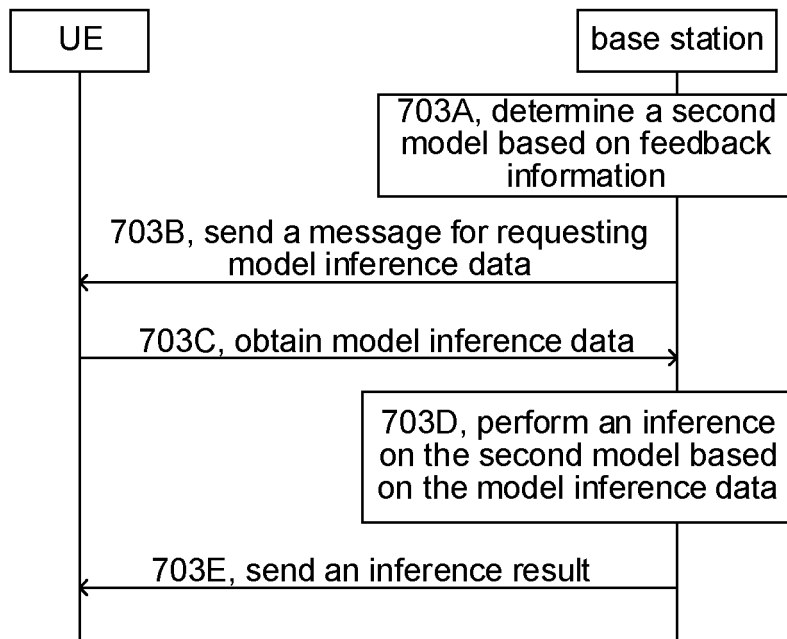 UE
base station
703A, determine a second
model based on feedback
information
703B, send a message for requesting
model inference data
703C, obtain model inference data
703D, perform an inference
on the second model based
on the model inference data
703E, send an inference result